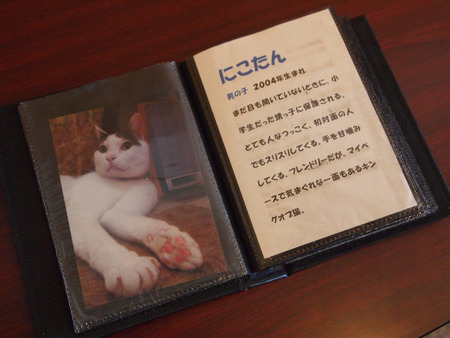 にこたん
男の子　2004年生まれ
まだ目も開いていないときに、小
学生だった甥っ子に保護される。
とても人なつっこく、初対面の人
でもスリスリしてくる。手を甘噛み
してくる。フレンドリーだが、マイペ
ースで気まぐれな一面もあるキン
グオブ猫。